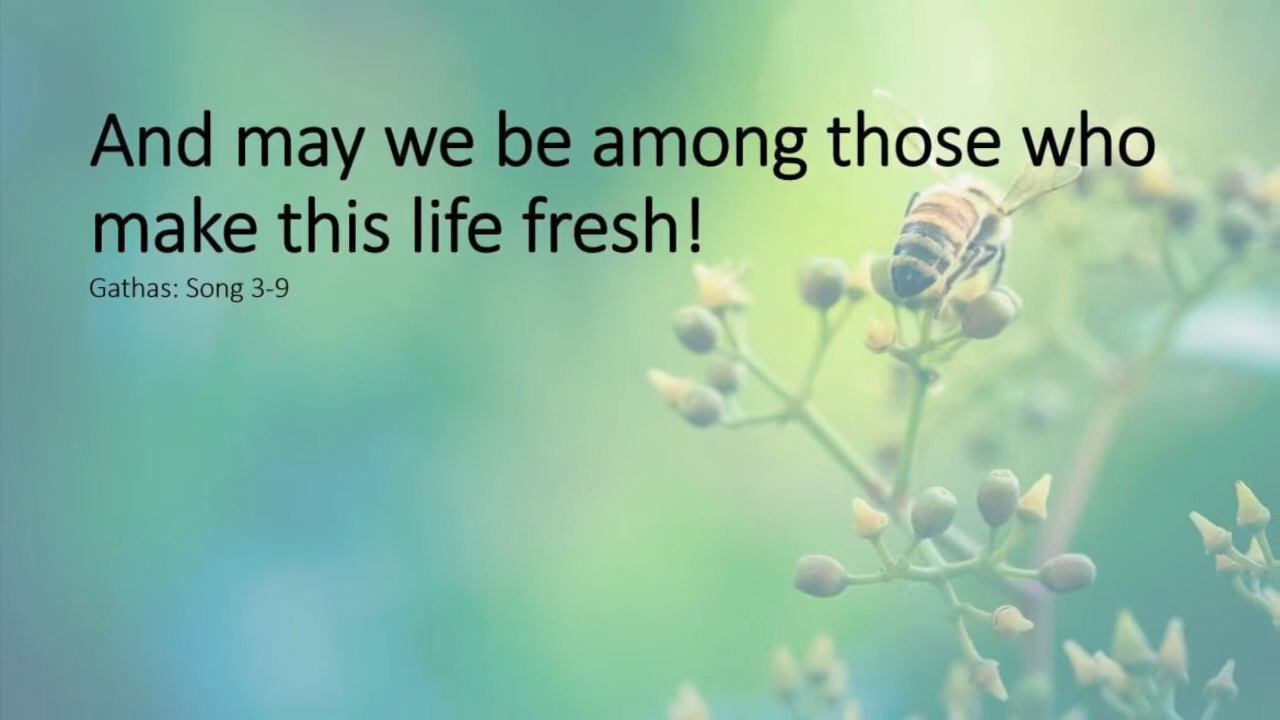 And may we be among those who
make this life fresh!
Gathas: Song 3-9